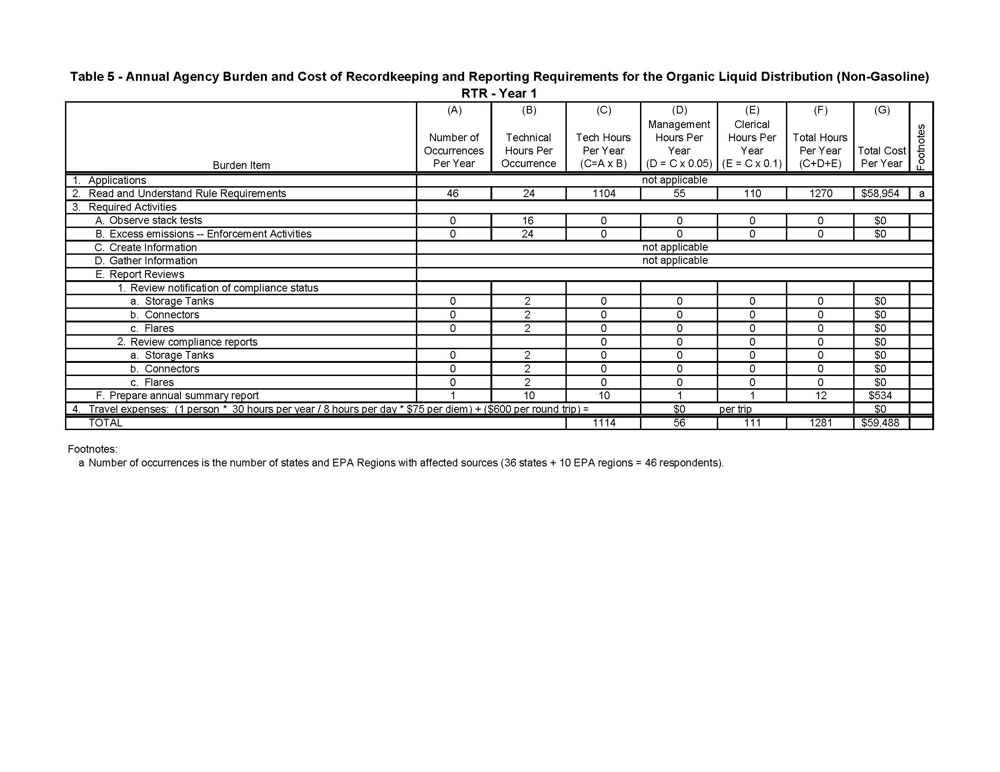 Table 5 - Annual Agency Burden and Cost of Recordkeeping and Reporting Requirements for the Organic Liquid Distribution (Non-Gasoline)
RTR - Year 1
(A) (B) (C) (D) (E) (F) (G)
Burden Item Number of Occurrences Per Year Technical Hours Per Occurrence Tech Hours Per Year (C=A x B) Management Hours Per Year (D = C x 0.05) Clerical Hours Per Year (E = C x 0.1) Total Hours Per Year (C+D+E) Total Cost Per Year Footnotes
1. Applications not applicable
2. Read and Understand Rule Requirements 46 24 1104 55 110 1270 $58,954 a
3. Required Activities
A. Observe stack tests 0 16 0 0 0 0 $0
B. Excess emissions -- Enforcement Activities 0 24 0 0 0 0 $0
C. Create Information not applicable
D. Gather Information not applicable
E. Report Reviews
1. Review notification of compliance status
a. Storage Tanks 0 2 0 0 0 0 $0
b. Connectors 0 2 0 0 0 0 $0
c. Flares 0 2 0 0 0 0 $0
2. Review compliance reports 0 0 0 0 $0
a. Storage Tanks 0 2 0 0 0 0 $0
b. Connectors 0 2 0 0 0 0 $0
c. Flares 0 2 0 0 0 0 $0
F. Prepare annual summary report 1 10 10 1 1 12 $534
4. Travel expenses: (1 person * 30 hours per year / 8 hours per day * $75 per diem) + ($600 per round trip) = $0 per trip $0
TOTAL 1114 56 111 1281 $59,488
Footnotes:
a Number of occurrences is the number of states and EPA Regions with affected sources (36 states + 10 EPA regions = 46 respondents).